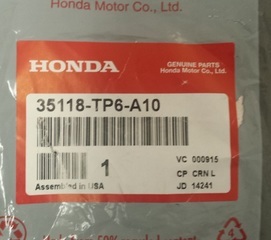 Honda Motor Co., Ltd.
HONDA
GENUINE PARTS
Honda Motor Co., Ltd.
35118-TP6-A10
1
VC 000915
CP CRN L
Assembled in USA
JD 14241